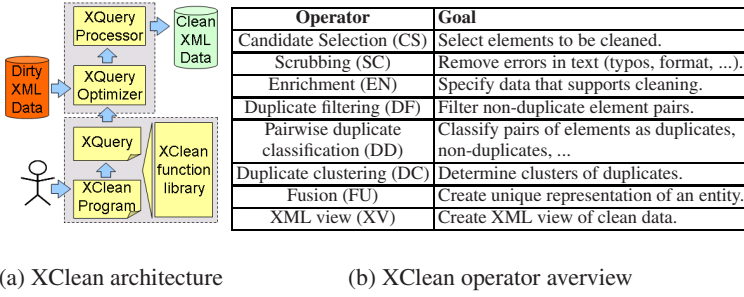 XQuery
Processor
Clean
XML
Data
Dirty
XML
Data
XQuery
Optimizer
XQuery
XClean
function
library
XClean
Program
(a) XClean architecture
Operator Goal
Candidate Selection (CS) Select elements to be cleaned.
Scrubbing (SC) Remove errors in text (typos, format, ...).
Enrichment (EN) Specify data that supports cleaning.
Duplicate filtering (DF) Filter non-duplicate element pairs.
Pairwise duplicate Classify pairs of elements as duplicates,
classification (DD) non-duplicates, ...
Duplicate clustering (DC) Determine clusters of duplicates.
Fusion (FU) Create unique representation of an entity.
XML view (XV) Create XML view of clean data.
(b) XClean operator averview